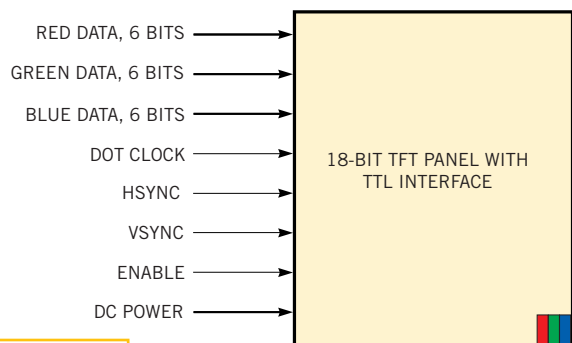 RED DATA, 6 BITS
GREEN DATA, 6 BITS
BLUE DATA, 6 BITS
DOT CLOCK
HSYNC
VSYNC
ENABLE
DC POWER
18-BIT TFT PANEL WITH
TTL INTERFACE